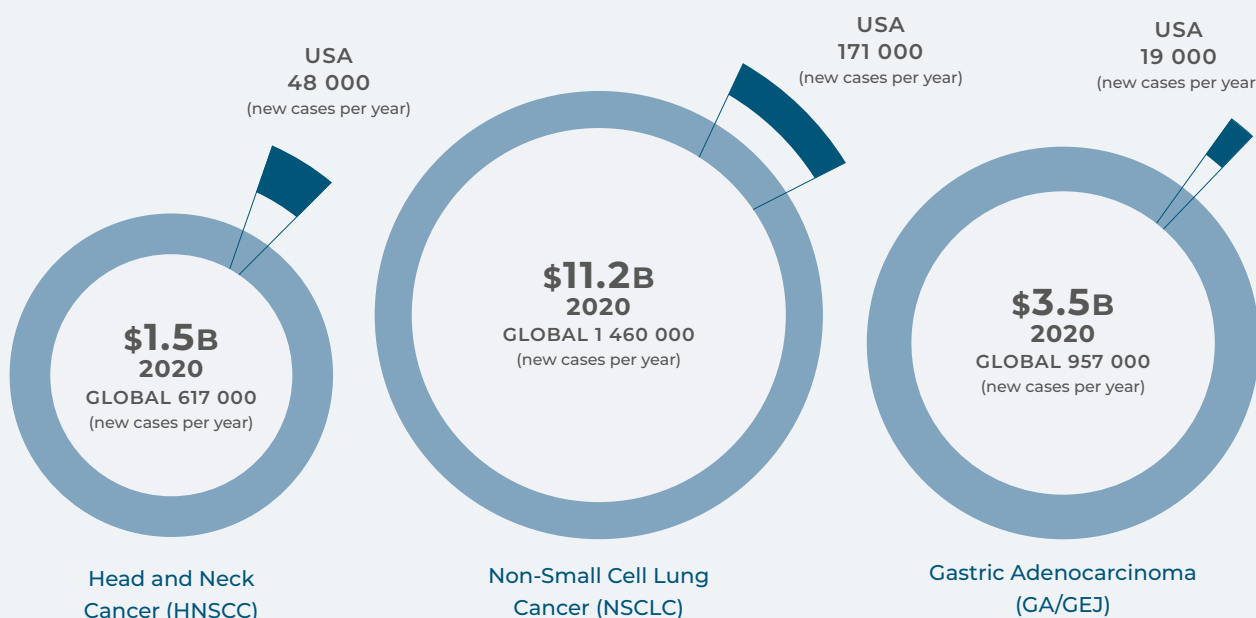 USA
48 000
(new cases per year)
$1.5B
2020
GLOBAL 617 000
(new cases per year)
Head and Neck
Cancer (HNSCC)
USA
171 000
(new cases per year)
$11.2B
2020
GLOBAL 1 460 000
(new cases per year)
Non-Small Cell Lung
Cancer (NSCLC)
USA
19 000
(new cases per year
$3.5B
2020
GLOBAL 957 000
(new cases per year)
Gastric Adenocarcinoma
(GA/GEJ)